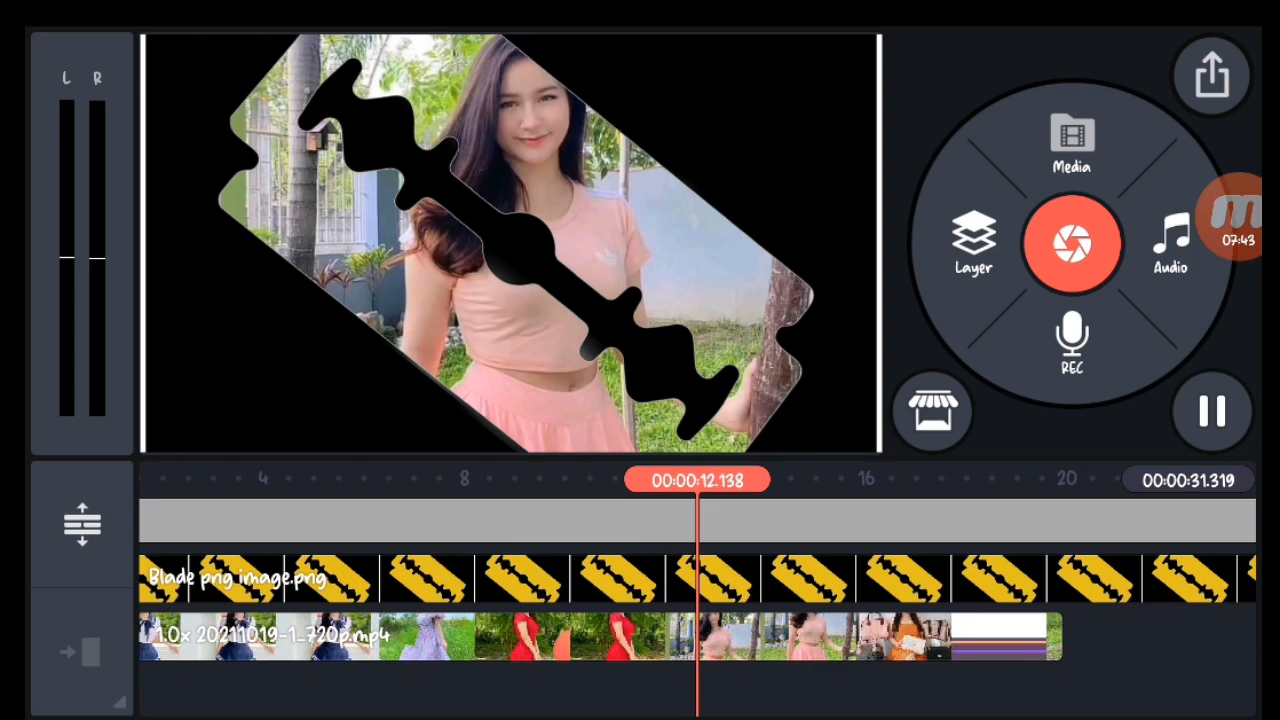 L R
Media
Layer
Audio
07:43
REC
4 8 00:00:12.138 16 20 00:00:31.319
Blade png image.png
1.0x 20211019-1_720p.mp4